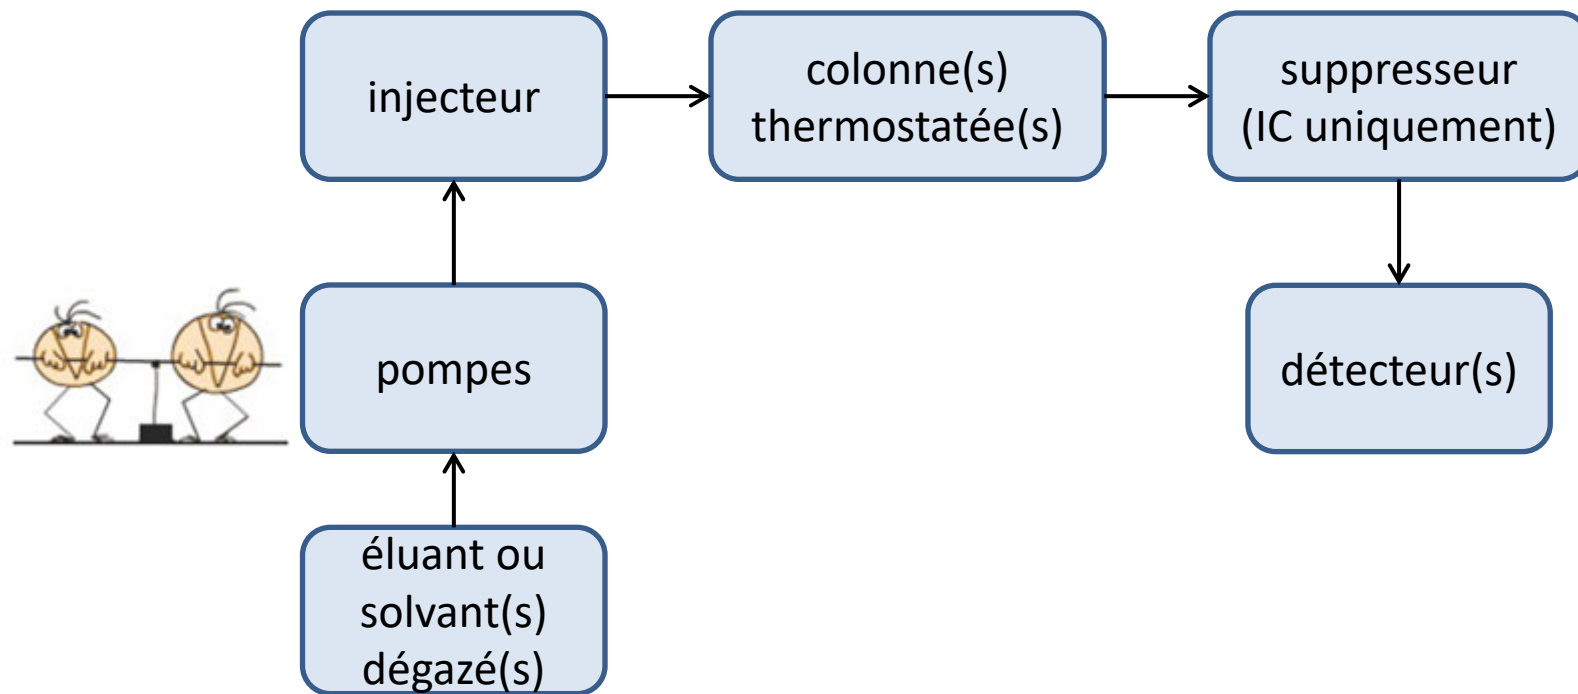 injecteur
colonne(s)
thermostatée(s)
suppresseur
(IC uniquement)
pompes
détecteur(s)
éluant ou
solvant(s)
dégazé(s)